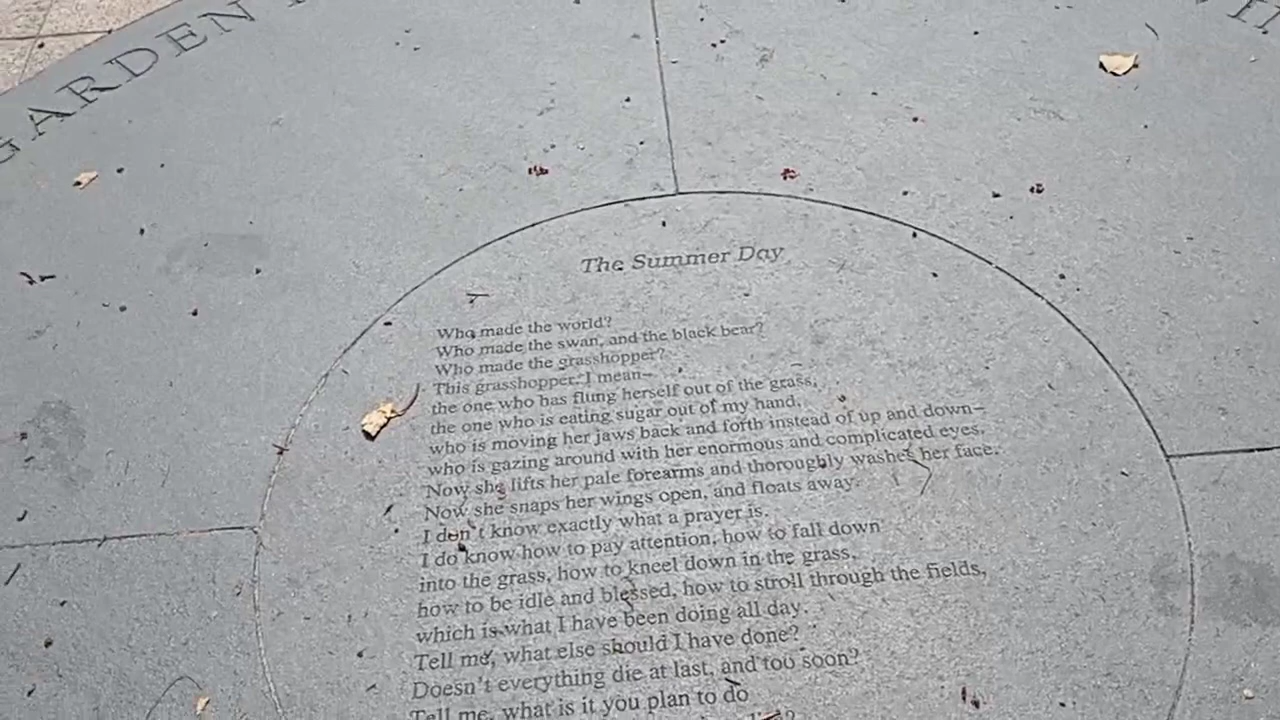 GARDEN
H
The Summer Day
Who made the world?
Who made the swan, and the black bear?
Who made the grasshopper?
This grasshopper, I mean—
the one who has flung herself out of the grass,
the one who is eating sugar out of my hand,
who is moving her jaws back and forth instead of up and down—
who is gazing around with her enormous and complicated eyes.
Now she lifts her pale forearms and thoroughly washes her face.
Now she snaps her wings open, and floats away.
I don't know exactly what a prayer is.
I do know how to pay attention, how to fall down
into the grass, how to kneel down in the grass,
how to be idle and blessed, how to stroll through the fields,
which is what I have been doing all day.
Tell me, what else should I have done?
Doesn't everything die at last, and too soon?
Tell me, what is it you plan to do